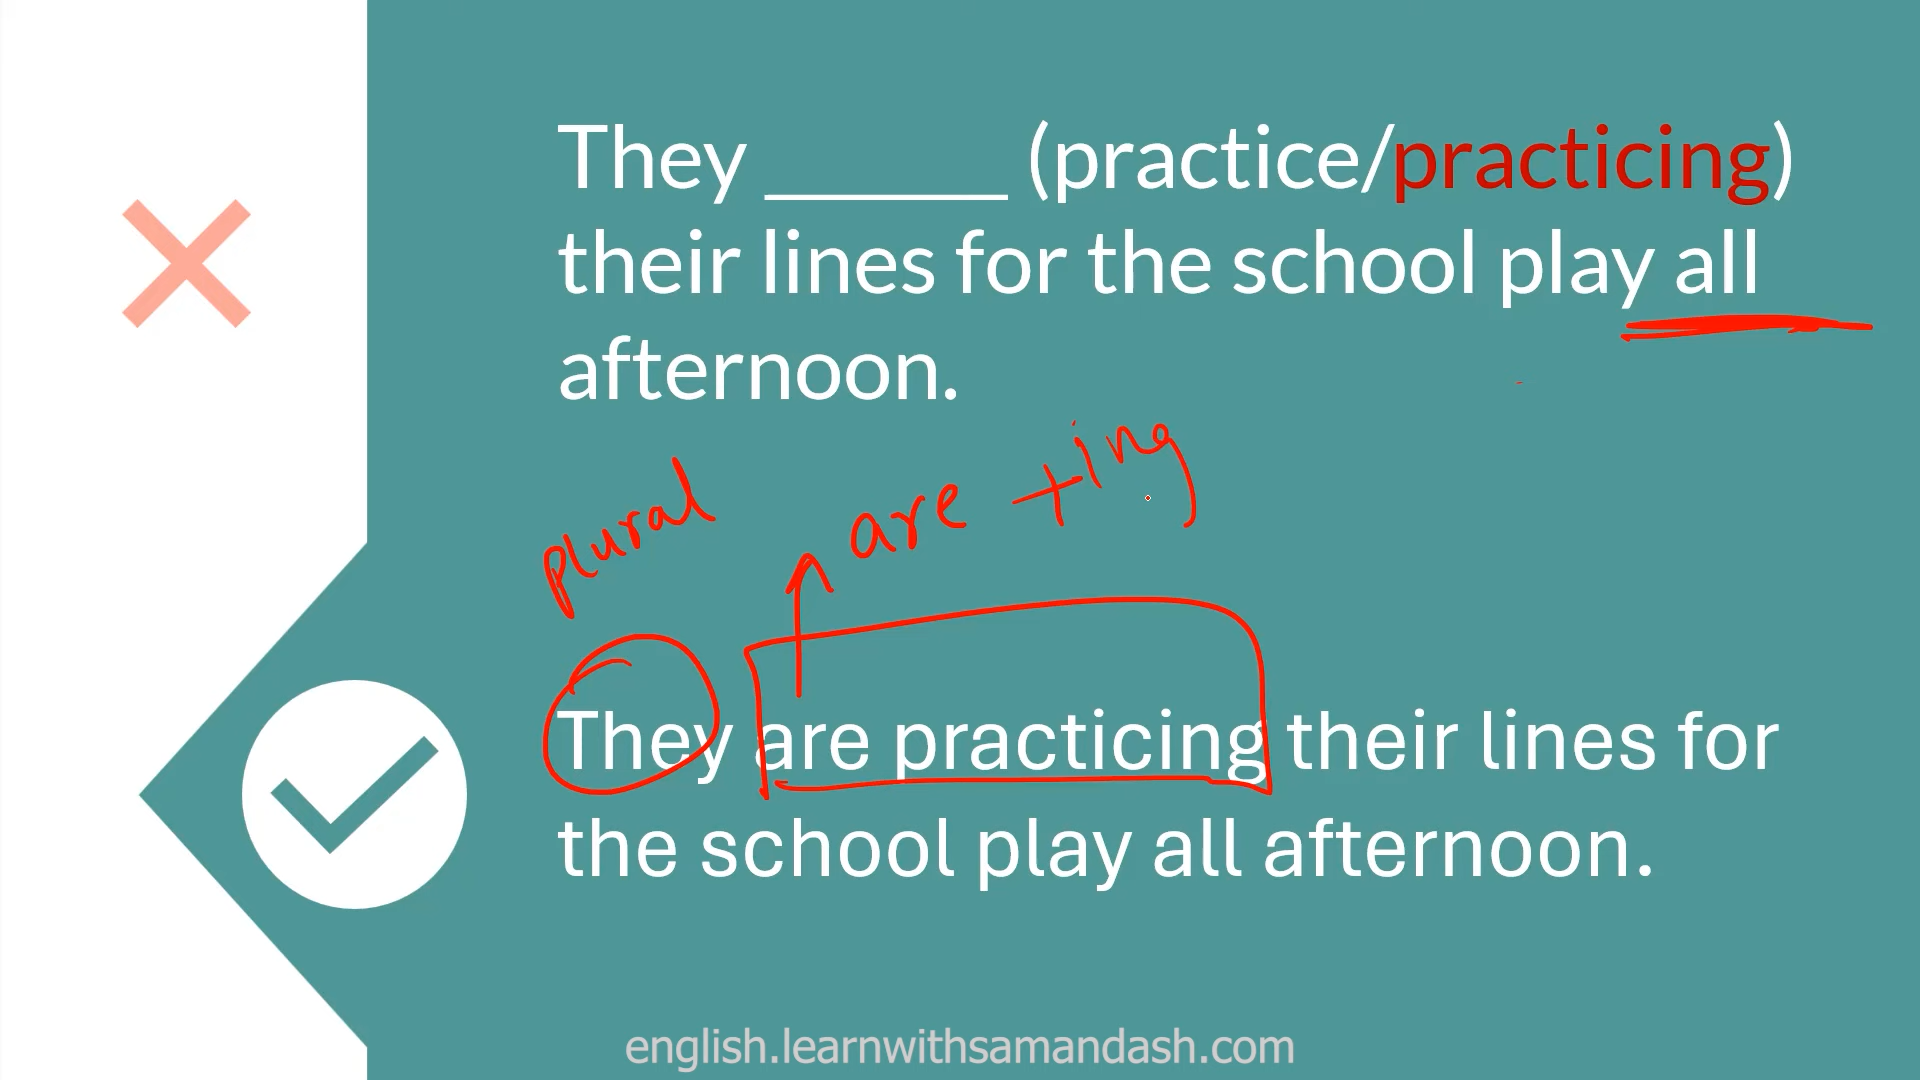 They ______ (practice/practicing)
their lines for the school play all
afternoon.
plural are +ing
They are practicing their lines for
the school play all afternoon.
english.learnwithsamandash.com